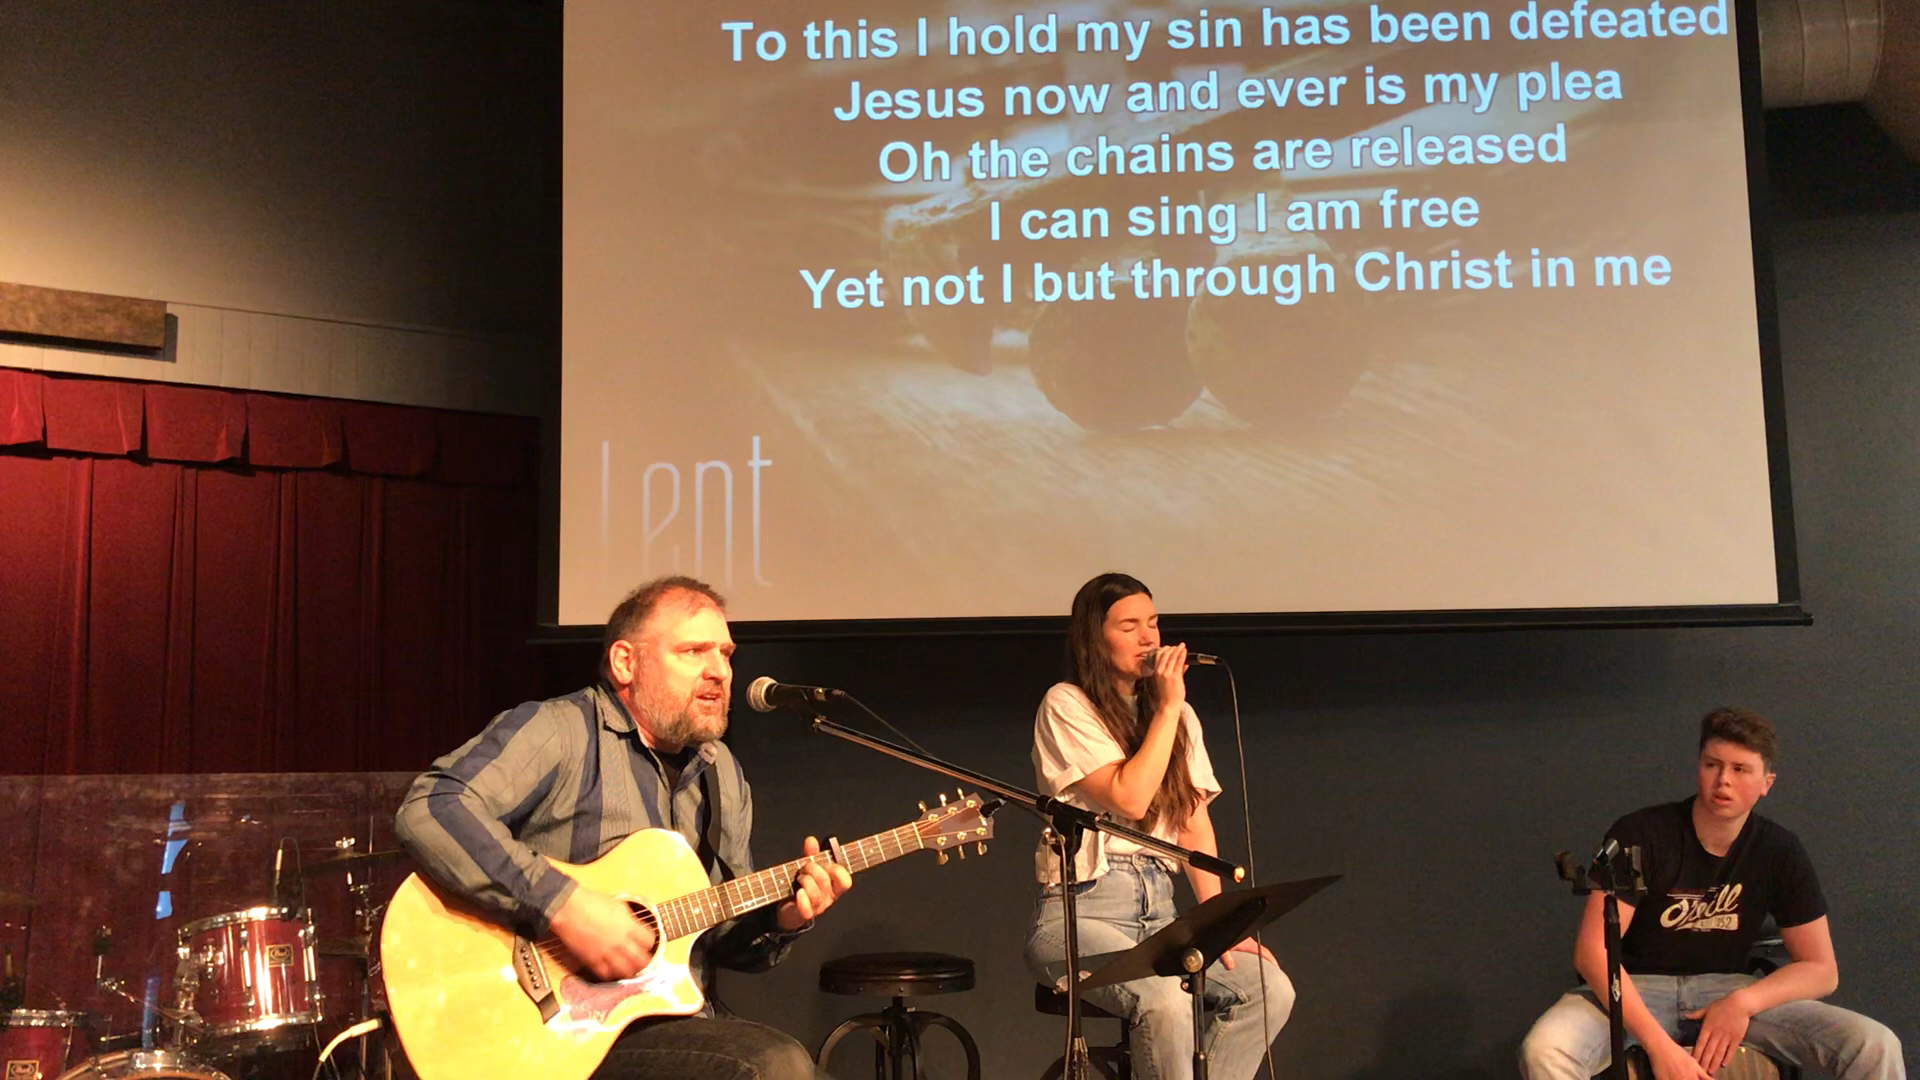 To this I hold my sin has been defeated
Jesus now and ever is my plea
Oh the chains are released
I can sing I am free
Yet not I but through Christ in me
Lent
O'Neill